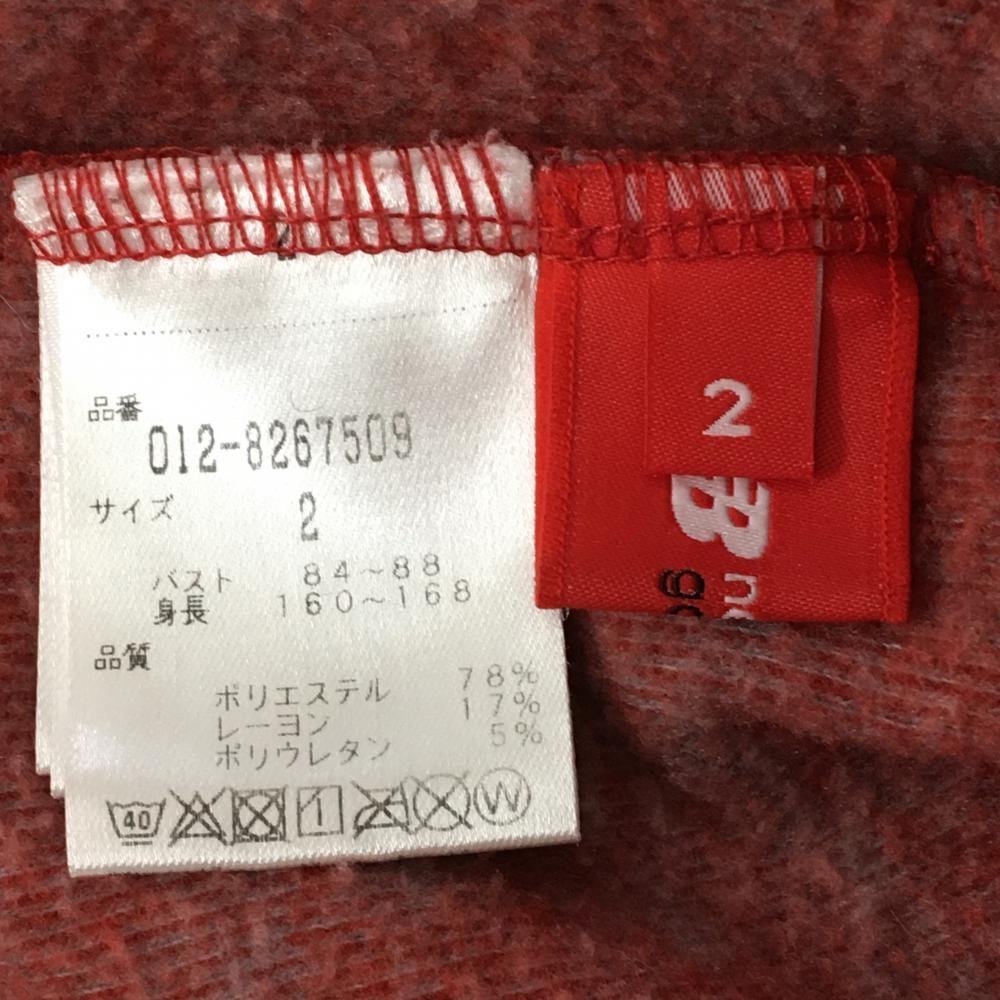 品番
012-8267509
サイズ 2
バスト 84~88
身長 160~168
品質
ポリエステル 78%
レーヨン 17%
ポリウレタン 5%
40
1
W
2